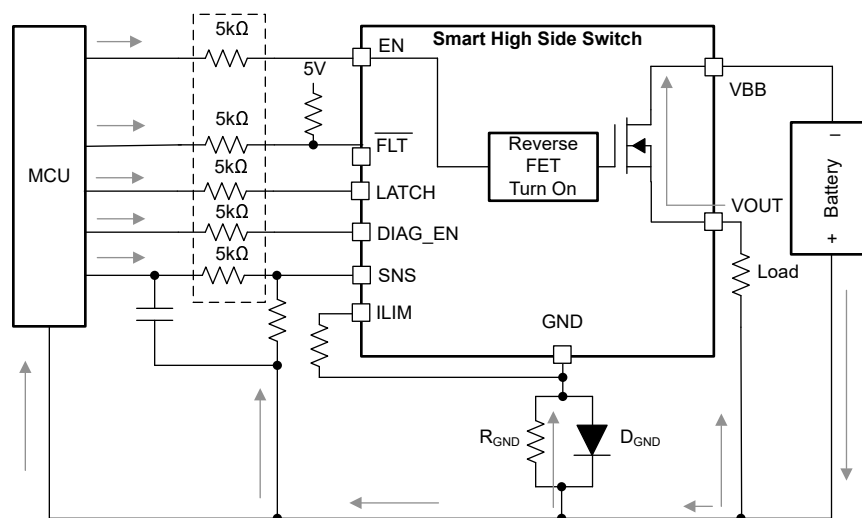 5kΩ
EN
Smart High Side Switch
5V
VBB
5kΩ
FLT
Reverse
FET
Turn On
MCU
5kΩ
LATCH
VOUT
Battery
–
+
5kΩ
DIAG_EN
5kΩ
SNS
Load
ILIM
GND
RGND
DGND